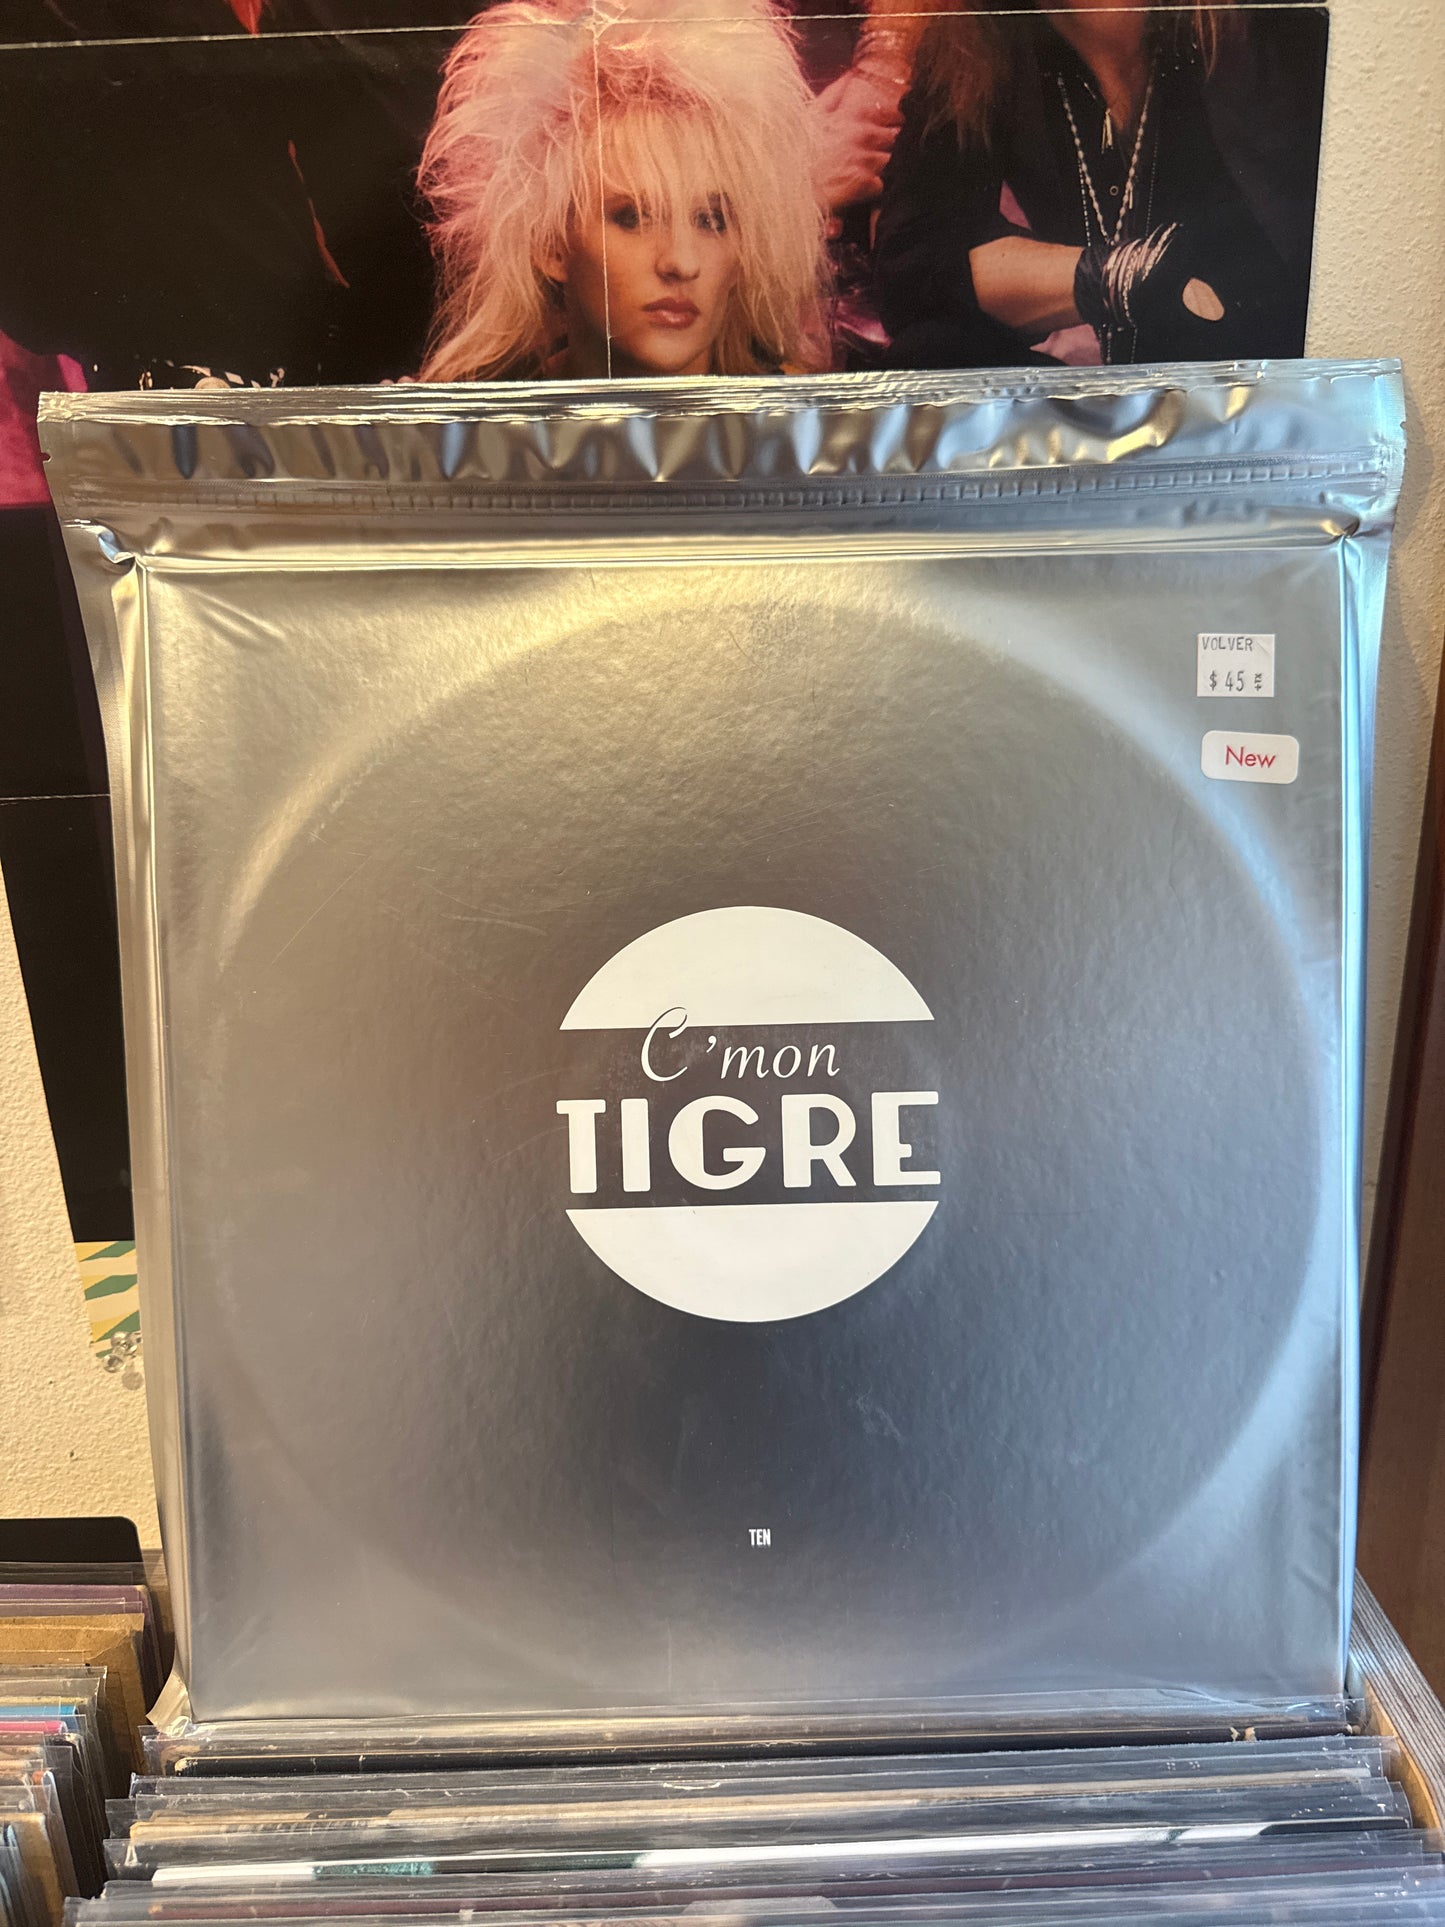 VOLVER
$ 45
New
C'mon
TIGRE
TEN